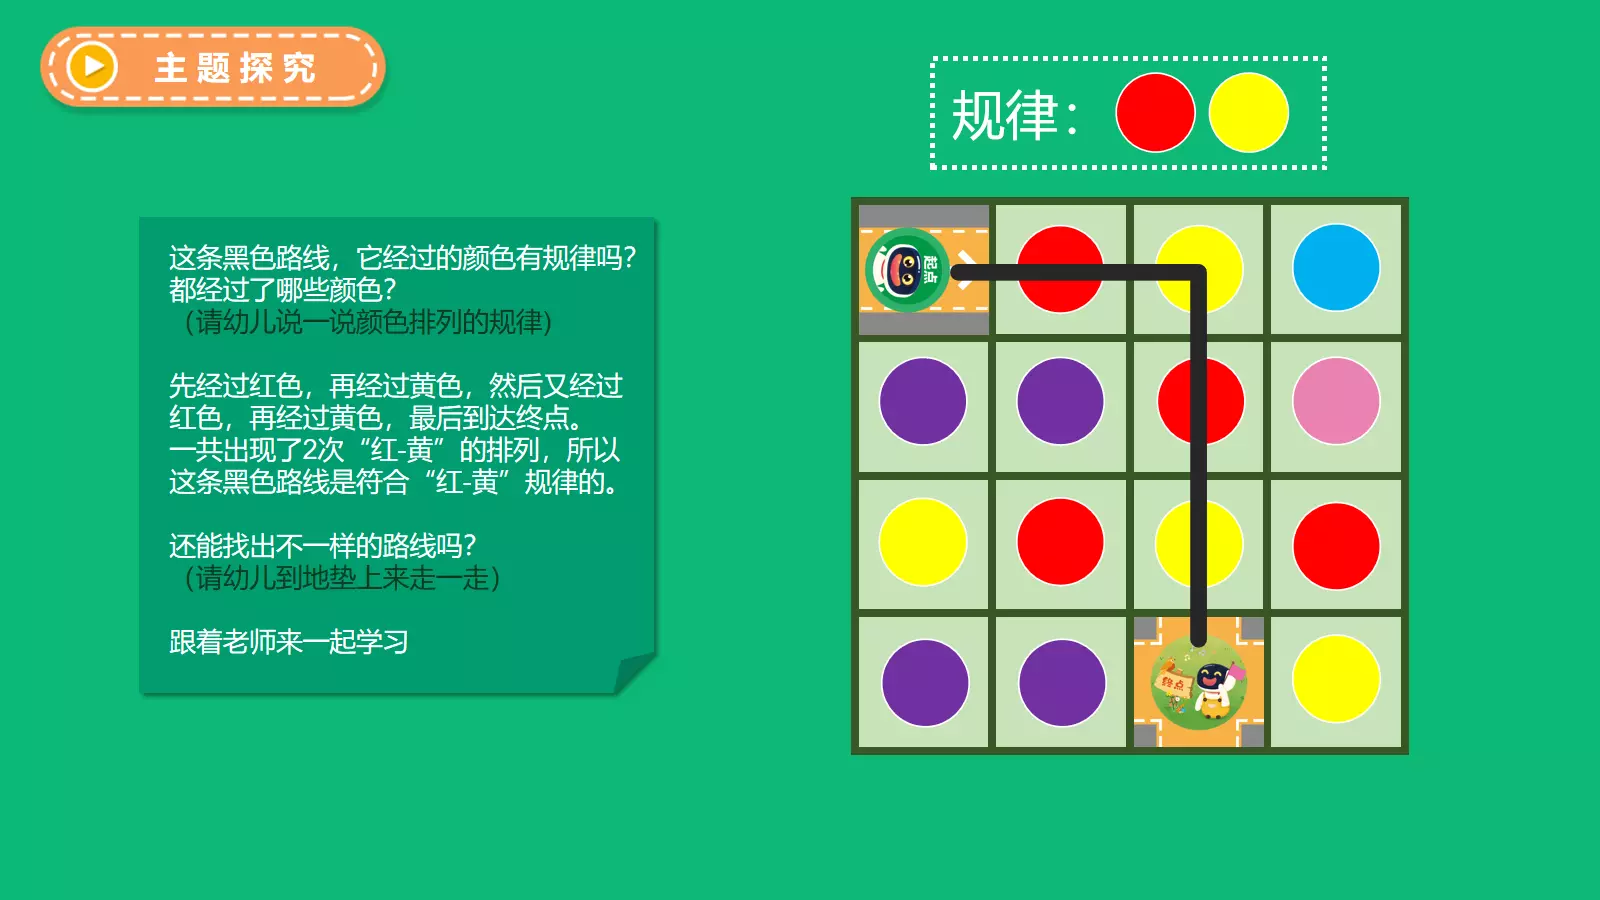 主题探究
规律：
这条黑色路线，它经过的颜色有规律吗？
都经过了哪些颜色？
（请幼儿说一说颜色排列的规律）
先经过红色，再经过黄色，然后又经过
红色，再经过黄色，最后到达终点。
一共出现了2次“红-黄”的排列，所以
这条黑色路线是符合“红-黄”规律的。
还能找出不一样的路线吗？
（请幼儿到地垫上来走一走）
跟着老师来一起学习
起点
终点